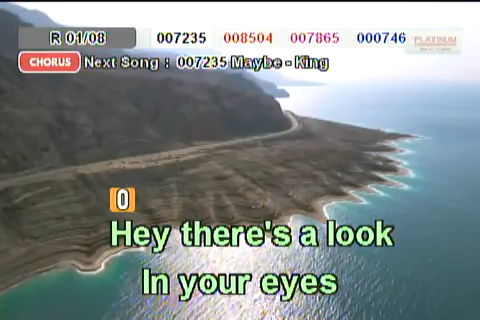 R 01/08 007235 008504 007865 000746 PLATINUM
CHORUS Next Song : 007235 Maybe - King
0
Hey there's a look
In your eyes